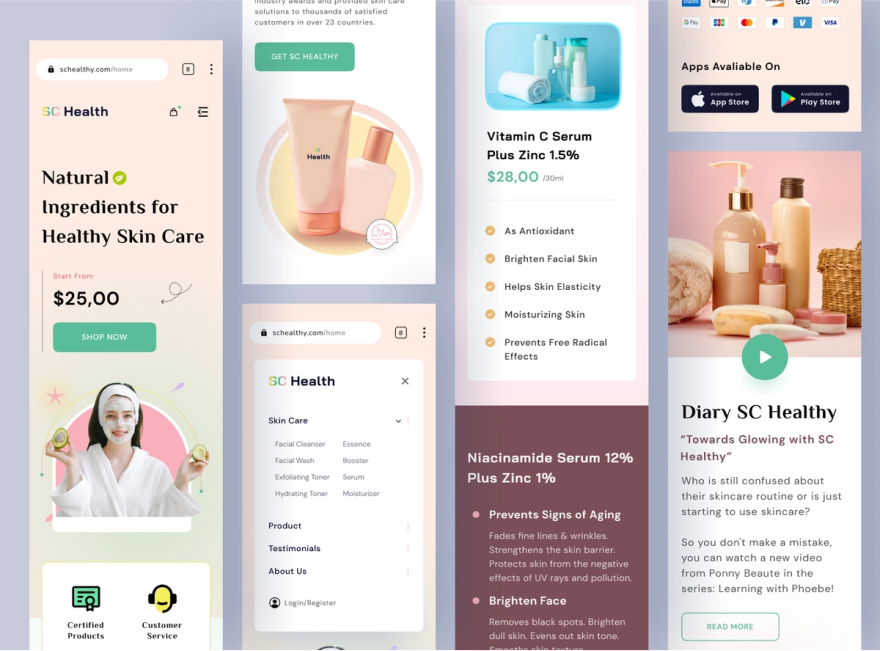 schealthy.com/home
8
SC Health
Natural
Ingredients for
Healthy Skin Care
Start From
$25,00
SHOP NOW
Certified
Products
Customer
Service
industry awards and provided skin care
solutions to thousands of satisfied
customers in over 23 countries.
GET SC HEALTHY
Health
schealthy.com/home
8
SC Health
Skin Care
Facial Cleanser
Essence
Facial Wash
Booster
Exfoliating Toner
Serum
Hydrating Toner
Moisturizer
Product
Testimonials
About Us
Login/Register
Vitamin C Serum
Plus Zinc 1.5%
$28,00 /30ml
As Antioxidant
Brighten Facial Skin
Helps Skin Elasticity
Moisturizing Skin
Prevents Free Radical
Effects
Niacinamide Serum 12%
Plus Zinc 1%
Prevents Signs of Aging
Fades fine lines & wrinkles.
Strengthens the skin barrier.
Protects skin from the negative
effects of UV rays and pollution.
Brighten Face
Removes black spots. Brighten
dull skin. Evens out skin tone.
Smooths skin texture.
G Pay
JCB
VISA
Apps Avaliable On
Available on
App Store
Available on
Play Store
Diary SC Healthy
“Towards Glowing with SC
Healthy”
Who is still confused about
their skincare routine or is just
starting to use skincare?
So you don't make a mistake,
you can watch a new video
from Ponny Beaute in the
series: Learning with Phoebe!
READ MORE